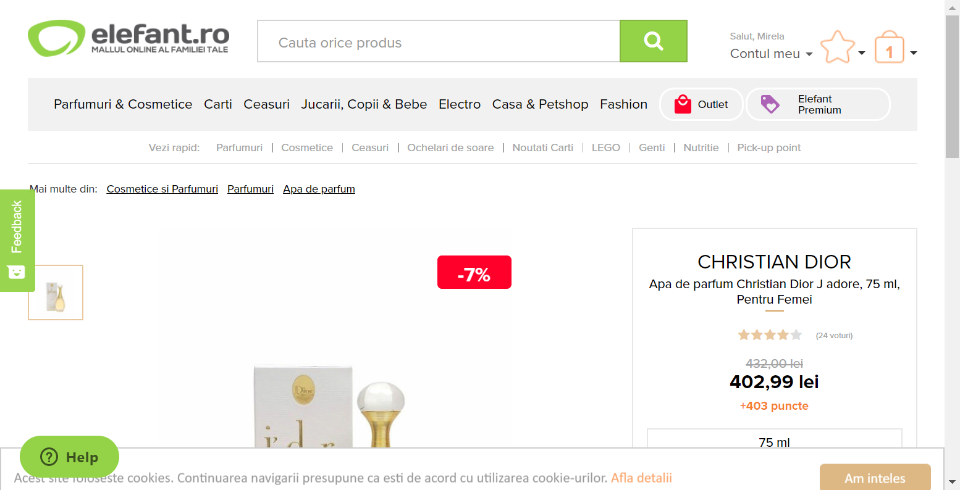 elefant.ro
MALLUL ONLINE AL FAMILIEI TALE
Cauta orice produs
Salut, Mirela
Contul meu
1
Parfumuri & Cosmetice Carti Ceasuri Jucarii, Copii & Bebe Electro Casa & Petshop Fashion Outlet Elefant Premium
Vezi rapid: Parfumuri | Cosmetice | Ceasuri | Ochelari de soare | Noutati Carti | LEGO | Genti | Nutritie | Pick-up point
Mai multe din: Cosmetice si Parfumuri Parfumuri Apa de parfum
Feedback
-7%
CHRISTIAN DIOR
Apa de parfum Christian Dior J adore, 75 ml,
Pentru Femei
(24 voturi)
432,00 lei
402,99 lei
+403 puncte
75 ml
Dior
Help
Acest site foloseste cookies. Continuarea navigarii presupune ca esti de acord cu utilizarea cookie-urilor. Afla detalii
Am inteles